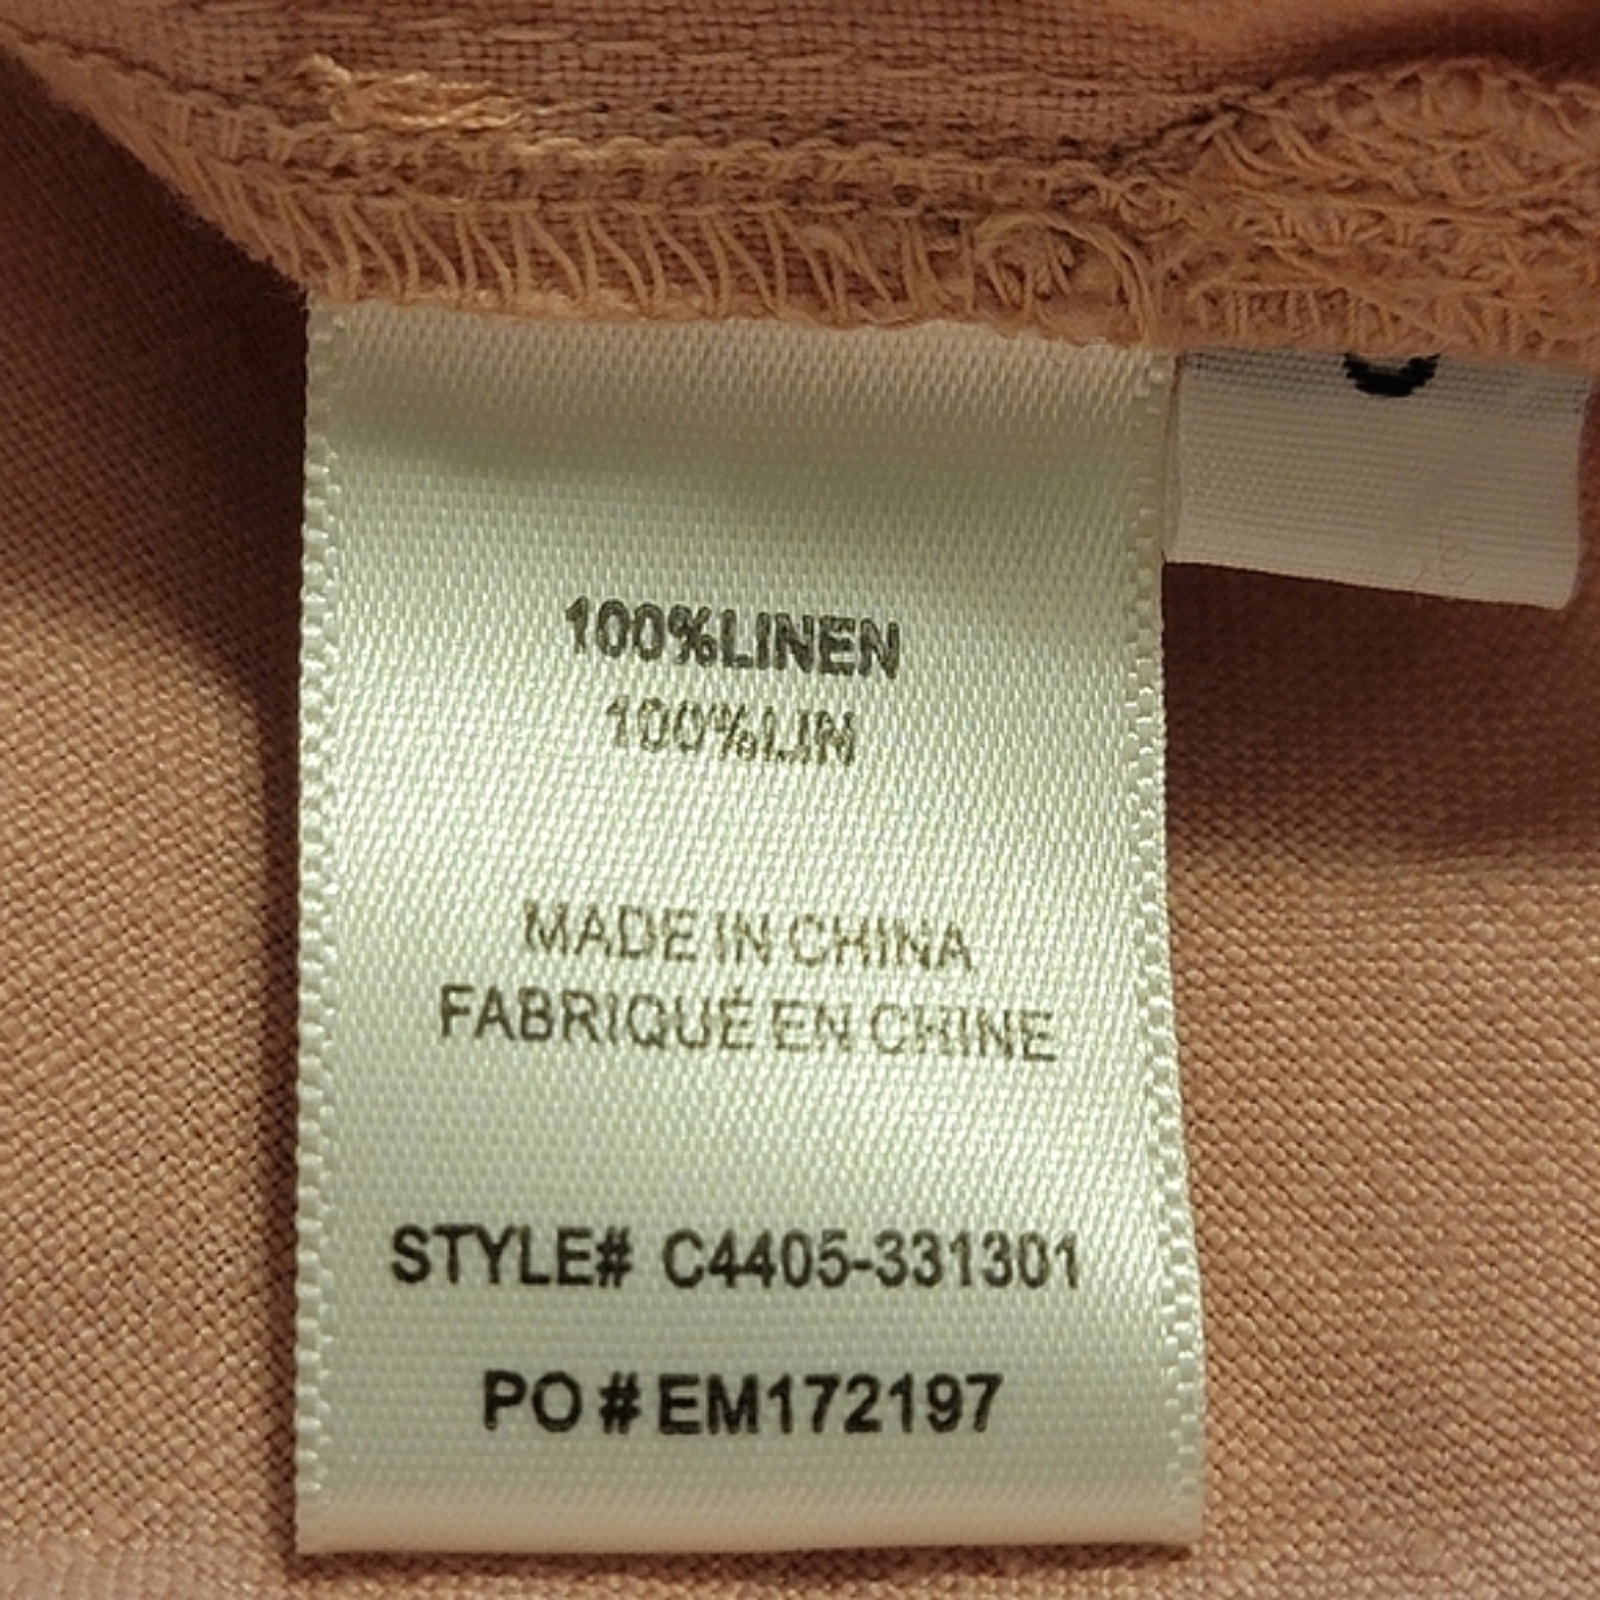 100%LINEN
100%LIN
MADE IN CHINA
FABRIQUÉ EN CHINE
STYLE# C4405-331301
PO # EM172197